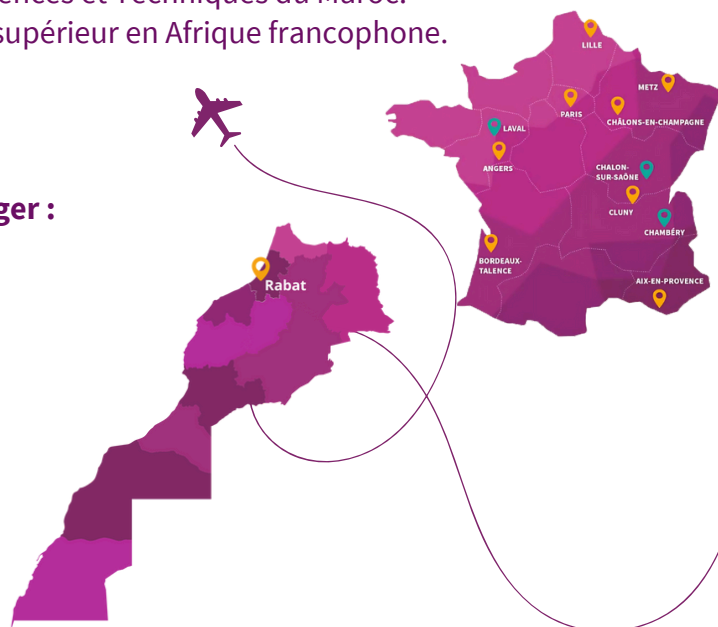 supérieur en Afrique francophone.
LILLE
METZ
PARIS
CHÂLONS-EN-CHAMPAGNE
LAVAL
ANGERS
CHALON-
SUR-SAÔNE
CLUNY
CHAMBÉRY
BORDEAUX-
TALENCE
AIX-EN-PROVENCE
ger :
Rabat